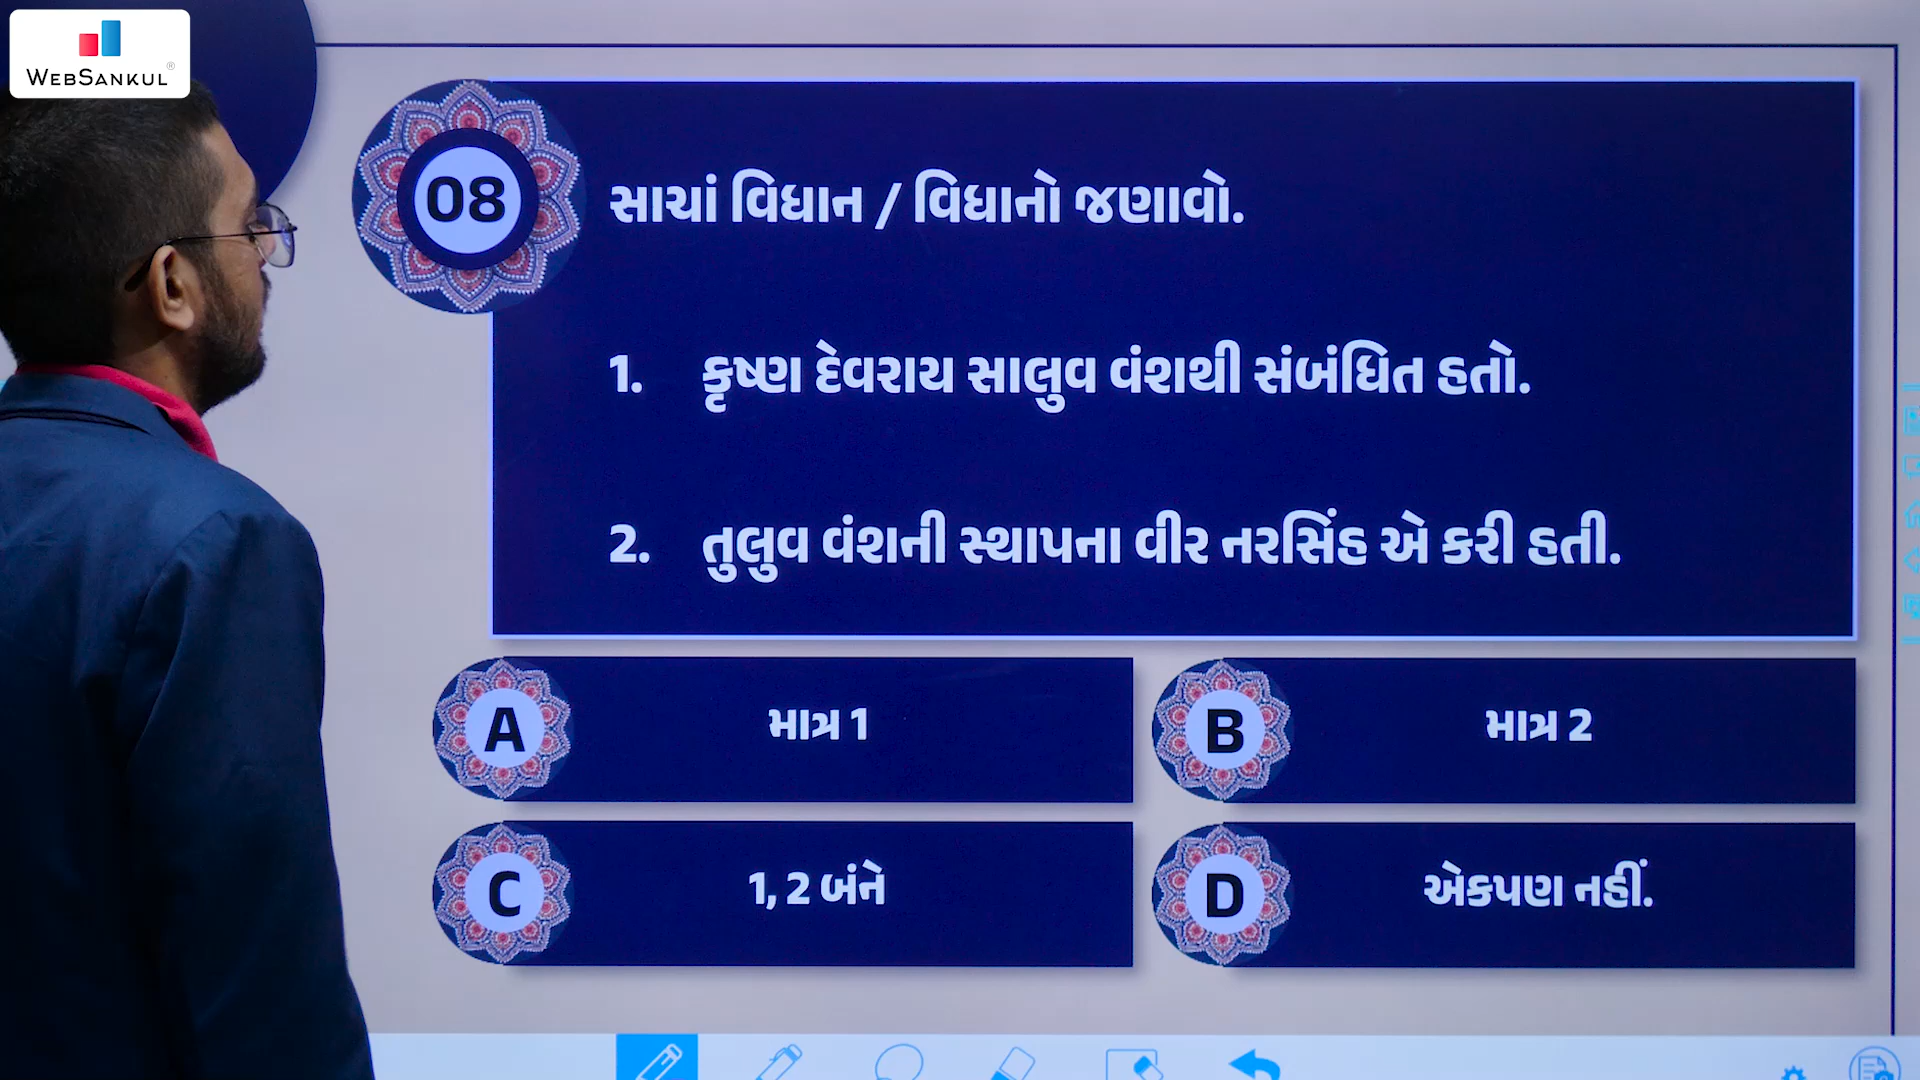 WEBSANKUL®
08
સાચાં વિધાન / વિધાનો જણાવો.
1. કૃષ્ણ દેવરાય સાલુવ વંશથી સંબંધિત હતો.
2. તુલુવ વંશની સ્થાપના વીર નરસિંહ એ કરી હતી.
A માત્ર 1
B માત્ર 2
C 1, 2 બંને
D એકપણ નહીં.